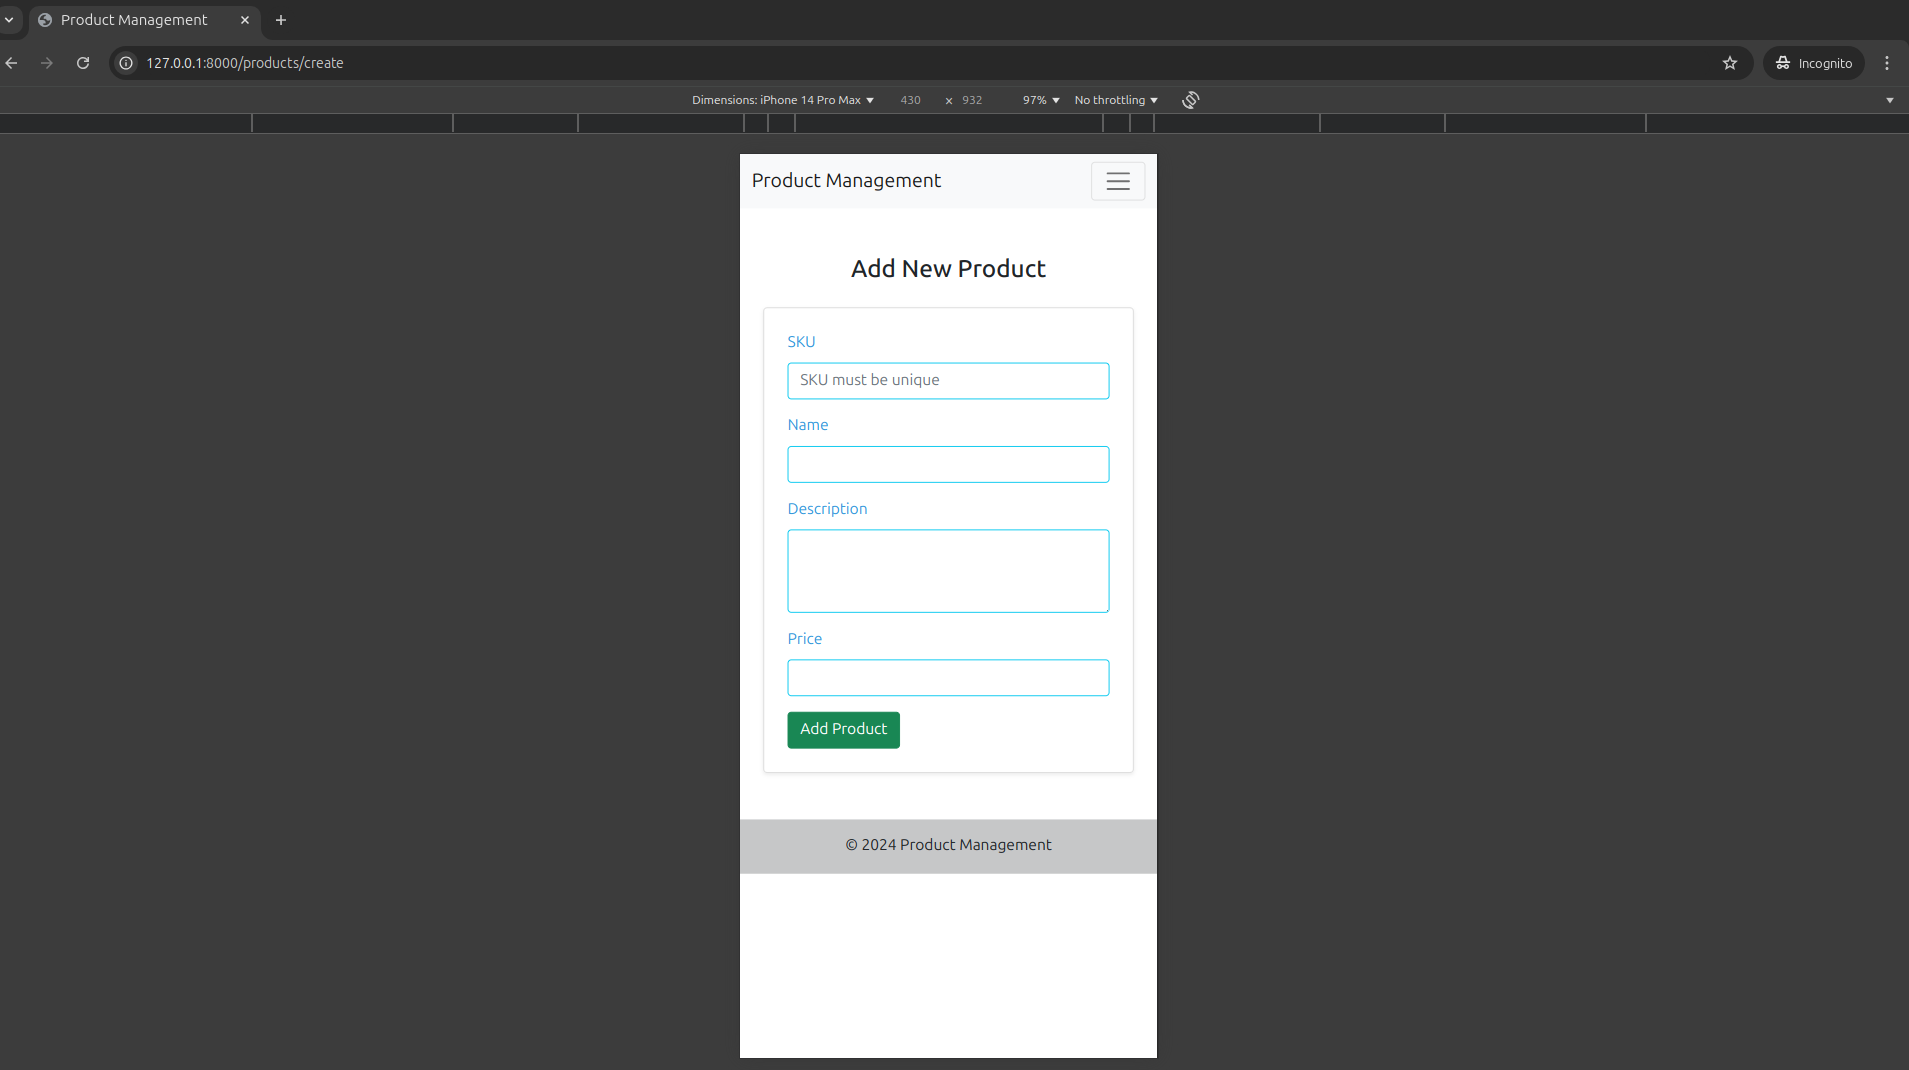 Product Management
127.0.0.1:8000/products/create
Incognito
Dimensions: iPhone 14 Pro Max 430 × 932 97% No throttling
Product Management
Add New Product
SKU
SKU must be unique
Name
Description
Price
Add Product
© 2024 Product Management